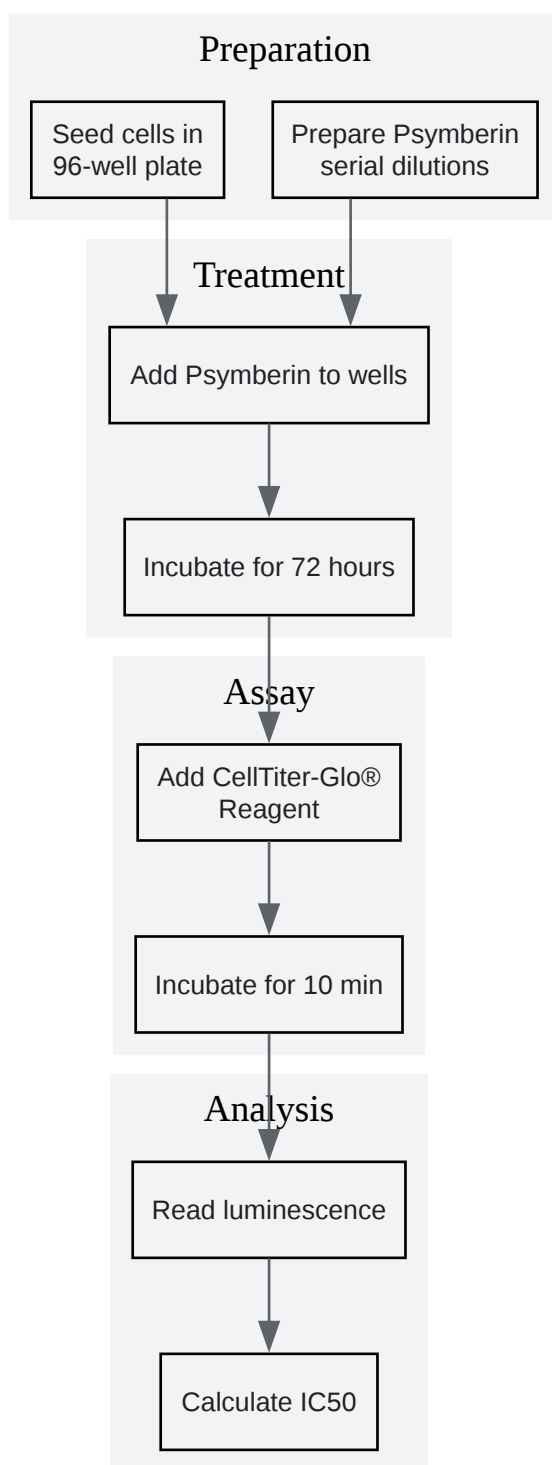 Preparation
Seed cells in
96-well plate
Prepare Psymberin
serial dilutions
Treatment
Add Psymberin to wells
Incubate for 72 hours
Assay
Add CellTiter-Glo®
Reagent
Incubate for 10 min
Analysis
Read luminescence
Calculate IC50